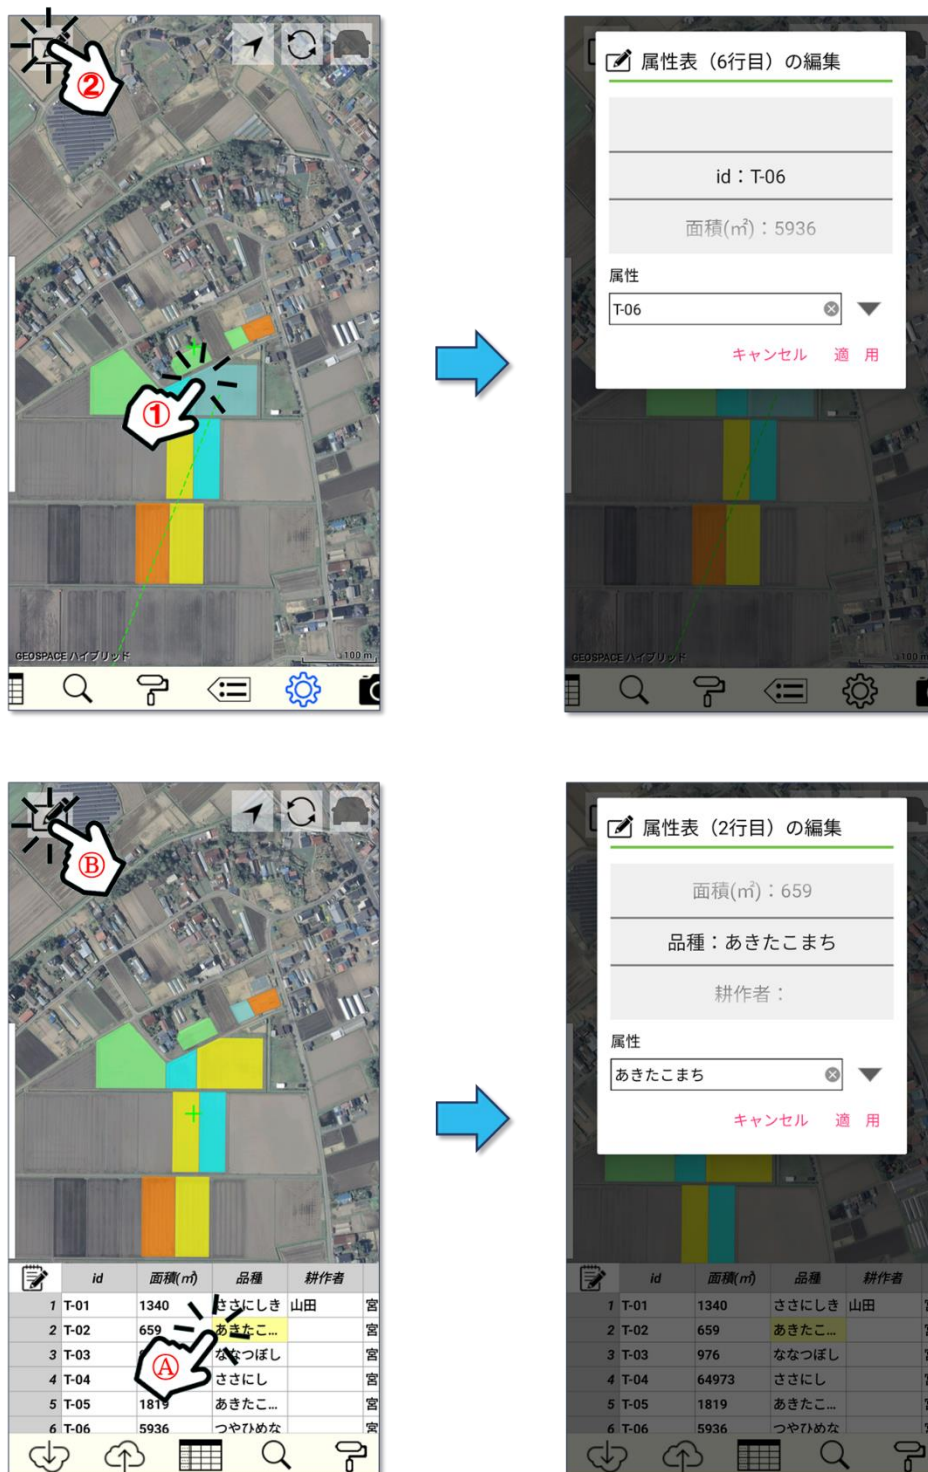 ②
①
GEOSPACE ハイブリッド
100 m
属性表（6行目）の編集
id：T-06
面積(㎡)：5936
属性
T-06
キャンセル 適 用
GEOSPACE ハイブリッド
100 m
Ⓑ
Ⓐ
id 面積(㎡) 品種 耕作者
1 T-01 1340 ささにしき 山田 宮
2 T-02 659 あきたこ... 宮
3 T-03 ななつぼし 宮
4 T-04 ささにし 宮
5 T-05 1819 あきたこ... 宮
6 T-06 5936 つやひめな 宮
属性表（2行目）の編集
面積(㎡)：659
品種：あきたこまち
耕作者：
属性
あきたこまち
キャンセル 適 用
id 面積(㎡) 品種 耕作者
1 T-01 1340 ささにしき 山田
2 T-02 659 あきたこ...
3 T-03 976 ななつぼし
4 T-04 64973 ささにし
5 T-05 1819 あきたこ...
6 T-06 5936 つやひめな